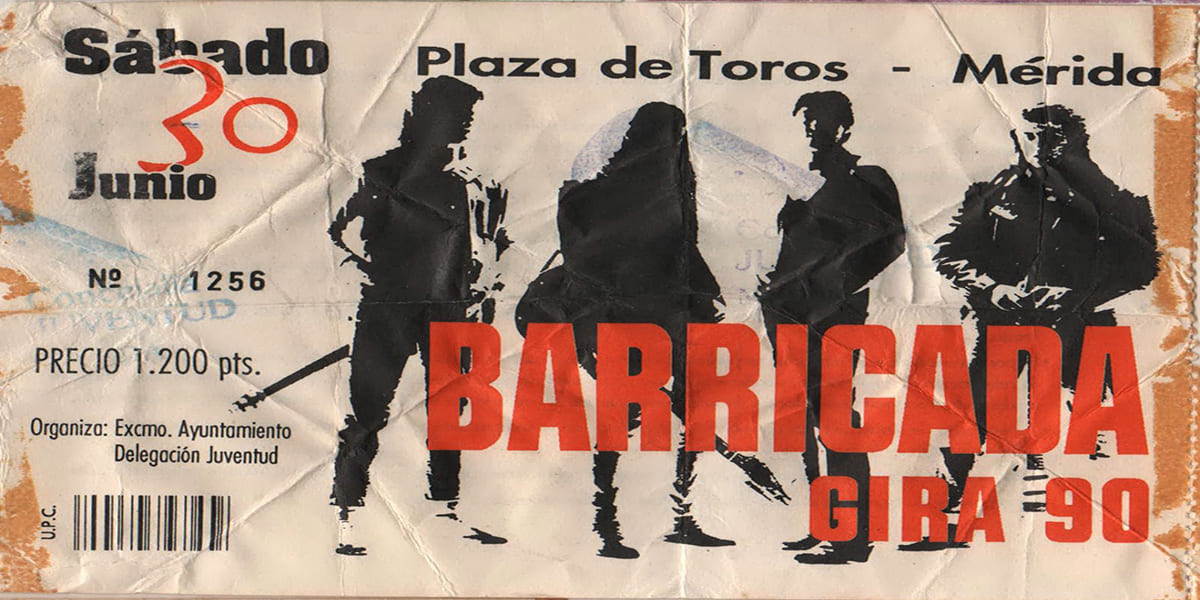 Sábado
30
Junio
Plaza de Toros - Mérida
Nº 1256
JUVENTUD
PRECIO 1.200 pts.
Organiza: Excmo. Ayuntamiento
Delegación Juventud
U.P.C.
BARRICADA
GIRA 90